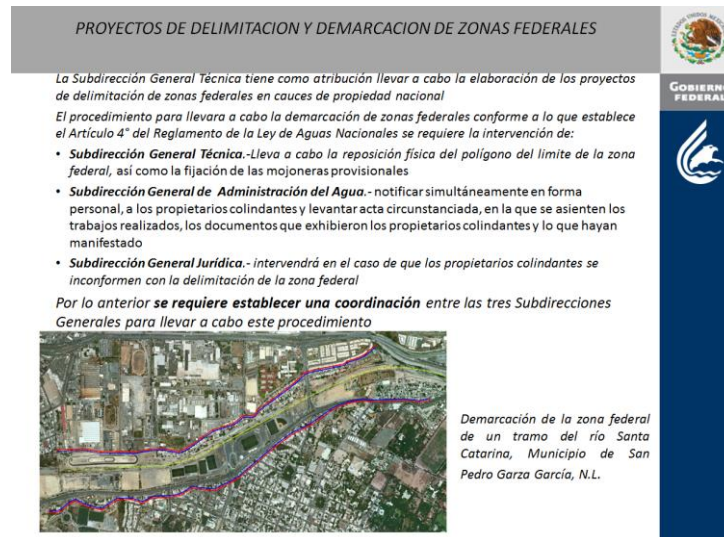 PROYECTOS DE DELIMITACION Y DEMARCACION DE ZONAS FEDERALES
GOBIERNO
FEDERAL
La Subdirección General Técnica tiene como atribución llevar a cabo la elaboración de los proyectos
de delimitación de zonas federales en cauces de propiedad nacional
El procedimiento para llevara a cabo la demarcación de zonas federales conforme a lo que establece
el Artículo 4° del Reglamento de la Ley de Aguas Nacionales se requiere la intervención de:
• Subdirección General Técnica.-Lleva a cabo la reposición física del polígono del limite de la zona
federal, así como la fijación de las mojoneras provisionales
• Subdirección General de Administración del Agua.- notificar simultáneamente en forma
personal, a los propietarios colindantes y levantar acta circunstanciada, en la que se asienten los
trabajos realizados, los documentos que exhibieron los propietarios colindantes y lo que hayan
manifestado
• Subdirección General Jurídica.- intervendrá en el caso de que los propietarios colindantes se
inconformen con la delimitación de la zona federal
Por lo anterior se requiere establecer una coordinación entre las tres Subdirecciones
Generales para llevar a cabo este procedimiento
Demarcación de la zona federal
de un tramo del río Santa
Catarina, Municipio de San
Pedro Garza García, N.L.